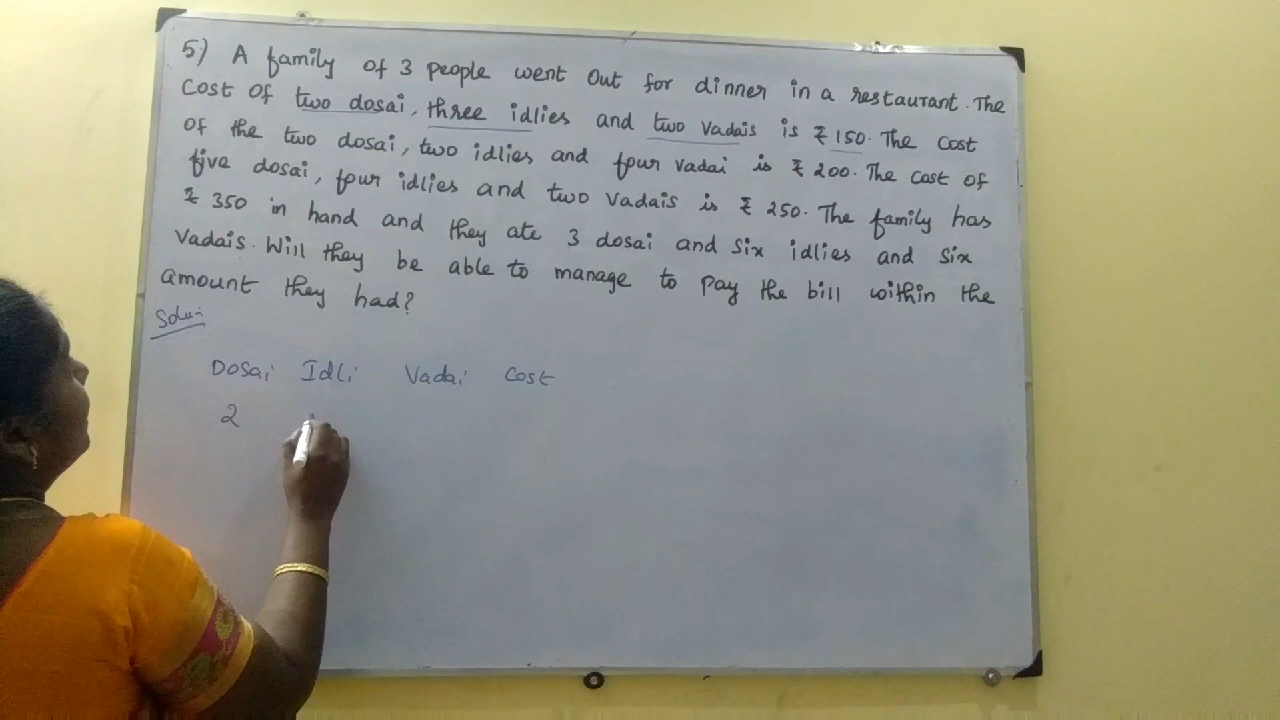 5) A family of 3 people went out for dinner in a restaurant. The
Cost of two dosai, three idlies and two Vadais is ₹ 150. The Cost
of the two dosai, two idlies and four vadai is ₹ 200. The Cost of
five dosai, four idlies and two Vadais is ₹ 250. The family has
₹ 350 in hand and they ate 3 dosai and six idlies and six
Vadais. Will they be able to manage to pay the bill within the
amount they had?
Solu:-
Dosai Idli Vadai Cost
2